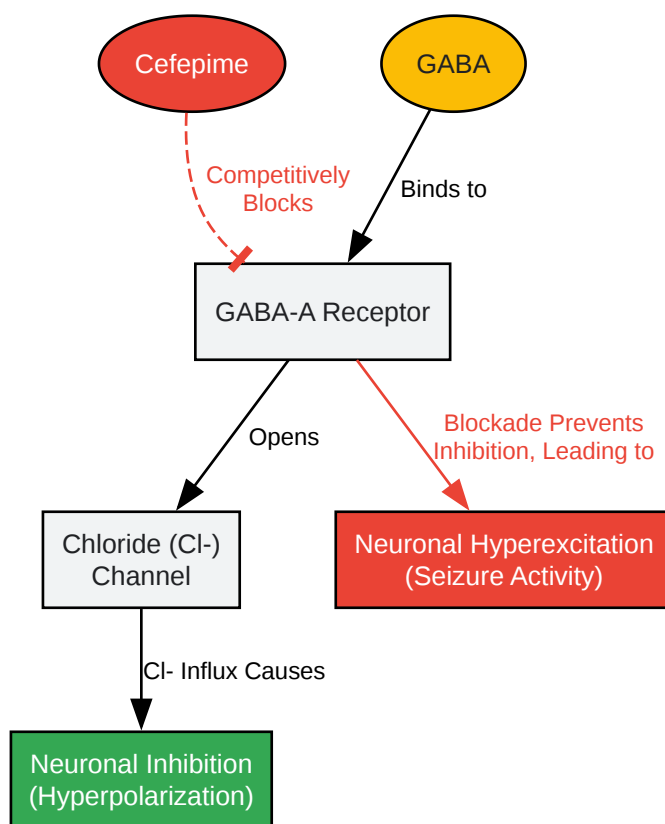 Cefepime
GABA
Competitively
Blocks
Binds to
GABA-A Receptor
Opens
Blockade Prevents
Inhibition, Leading to
Chloride (Cl-)
Channel
Neuronal Hyperexcitation
(Seizure Activity)
Cl- Influx Causes
Neuronal Inhibition
(Hyperpolarization)